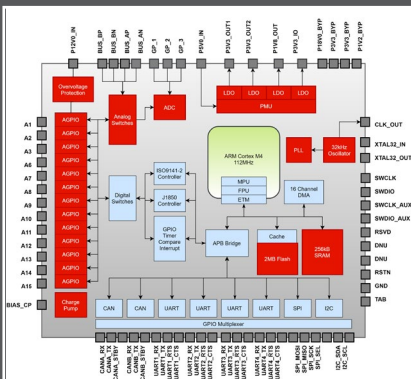 P12V0_IN
BUS_BP
BUS_BN
BUS_AP
BUS_AN
GP_1
GP_2
GP_3
P5V0_IN
P3V3_OUT1
P3V3_OUT2
P1V8_OUT
P3V3_IO
P18V0_BYP
P3V3_BYP
P1V2_BYP
Overvoltage
Protection
Analog
Switches
ADC
LDO
LDO
LDO
LDO
PMU
A1
A2
A3
A6
A7
A8
A9
A10
A11
A12
A13
A14
A15
BIAS_CP
AGPIO
AGPIO
AGPIO
AGPIO
AGPIO
AGPIO
AGPIO
AGPIO
AGPIO
AGPIO
AGPIO
AGPIO
AGPIO
Charge
Pump
ARM Cortex M4
112MHz
MPU
FPU
ETM
PLL
32kHz
Oscillator
CLK_OUT
XTAL32_IN
XTAL32_OUT
SWCLK
SWDIO
SWCLK_AUX
SWDIO_AUX
RSVD
DNU
DNU
RSTN
GND
TAB
Digital
Switches
ISO9141-2
Controller
J1850
Controller
GPIO
Timer
Compare
Interrupt
16 Channel
DMA
APB Bridge
Cache
2MB Flash
256kB
SRAM
CAN
CAN
UART
UART
UART
UART
SPI
I2C
GPIO Multiplexer
CANA_RX
CANA_TX
CANA_STBY
CANB_RX
CANB_TX
CANB_STBY
UART1_RX
UART1_TX
UART1_RTS
UART1_CTS
UART2_RX
UART2_TX
UART2_RTS
UART2_CTS
UART3_RX
UART3_TX
UART3_RTS
UART3_CTS
UART4_RX
UART4_TX
UART4_RTS
UART4_CTS
SPI_MOSI
SPI_MISO
SPI_SCK
SPI_SEL
I2C_SDA
I2C_SCL